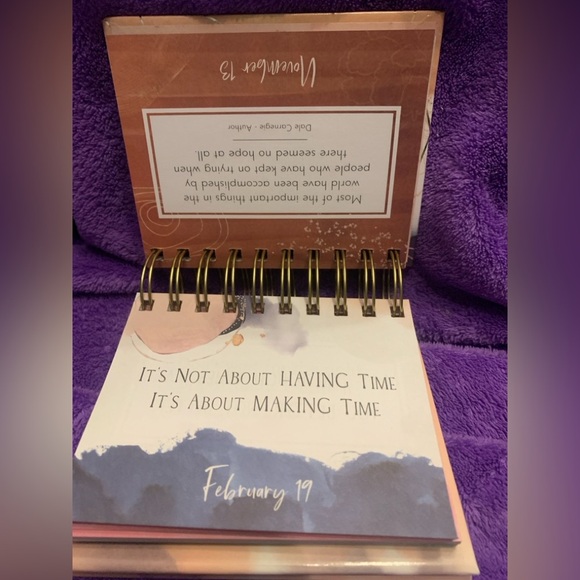 November 13
Most of the important things in the
world have been accomplished by
people who have kept on trying when
there seemed no hope at all.
Dale Carnegie - Author
IT'S NOT ABOUT HAVING TIME
IT'S ABOUT MAKING TIME
February 19